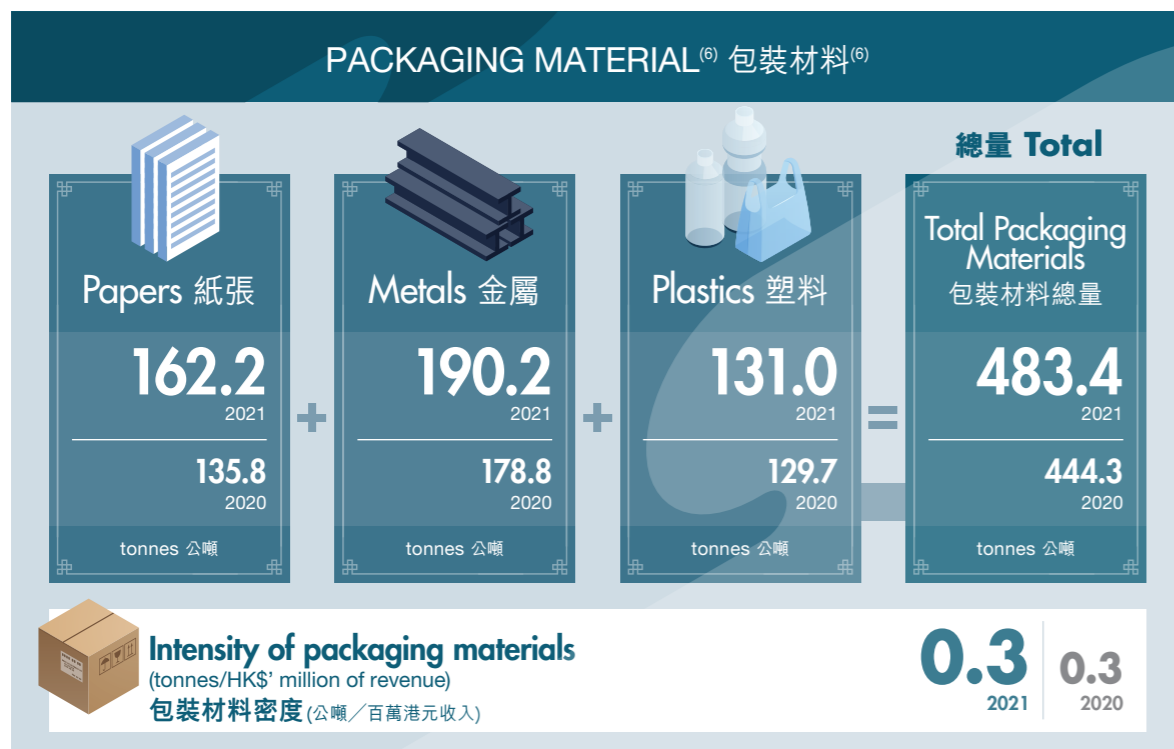 PACKAGING MATERIAL(6) 包裝材料(6)
總量 Total
Papers 紙張
162.2
2021
135.8
2020
tonnes 公噸
+
Metals 金屬
190.2
2021
178.8
2020
tonnes 公噸
+
Plastics 塑料
131.0
2021
129.7
2020
tonnes 公噸
=
Total Packaging
Materials
包裝材料總量
483.4
2021
444.3
2020
tonnes 公噸
Intensity of packaging materials
(tonnes/HK$' million of revenue)
包裝材料密度 (公噸／百萬港元收入)
0.3
2021
0.3
2020